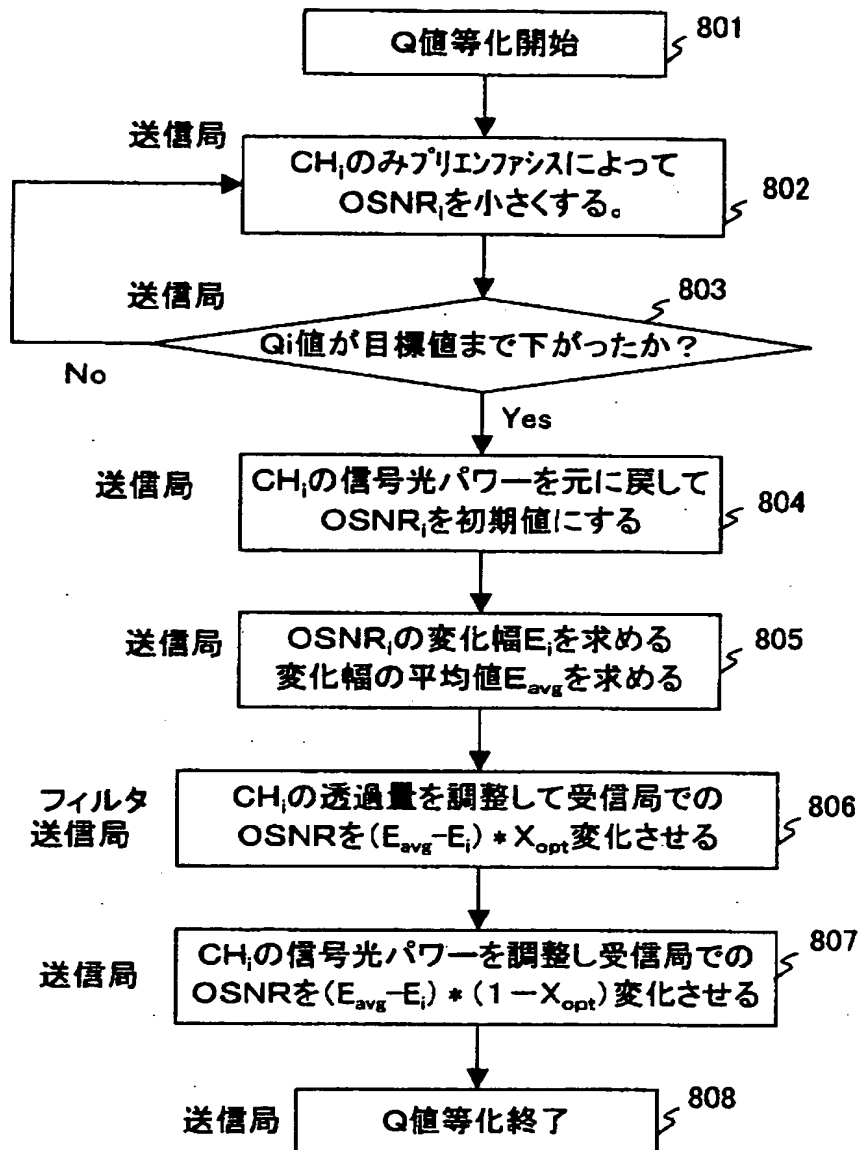 Q値等化開始
801
送信局
CHiのみプリエンファシスによって
OSNRiを小さくする。
802
送信局
803
Qi値が目標値まで下がったか?
No
Yes
送信局
CHiの信号光パワーを元に戻して
OSNRiを初期値にする
804
送信局
OSNRiの変化幅Eiを求める
変化幅の平均値Eavgを求める
805
フィルタ
送信局
CHiの透過量を調整して受信局での
OSNRを(Eavg-Ei)*Xopt変化させる
806
送信局
CHiの信号光パワーを調整し受信局での
OSNRを(Eavg-Ei)*(1-Xopt)変化させる
807
送信局
Q値等化終了
808